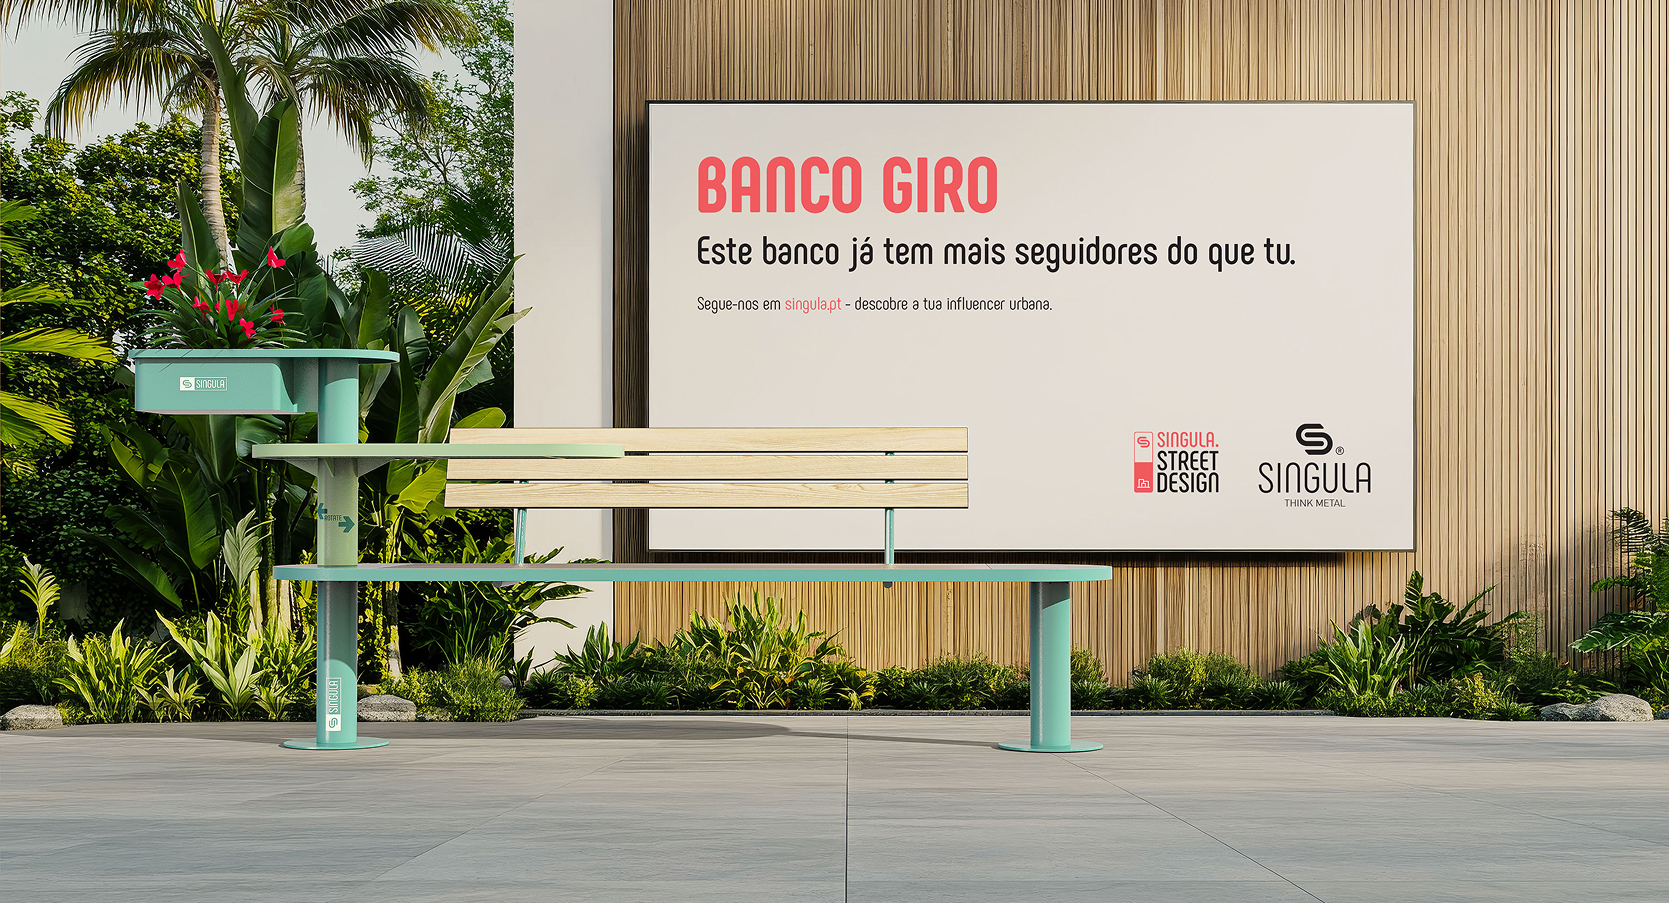 BANCO GIRO
Este banco já tem mais seguidores do que tu.
Segue-nos em singula.pt - descobre a tua influencer urbana.
SINGULA.
STREET
DESIGN
®
SINGULA
THINK METAL
SINGULA
ROTATE
SINGULA